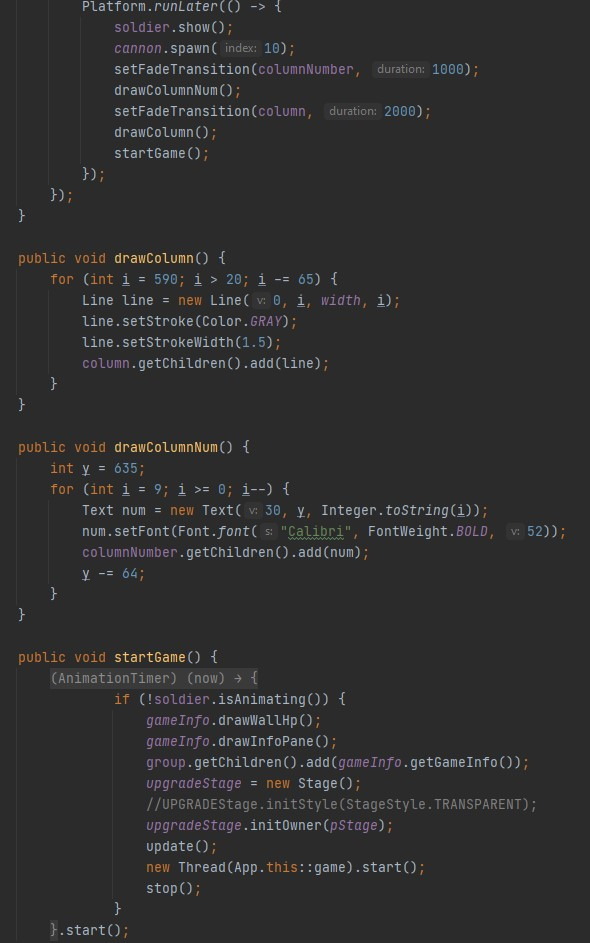 Platform.runLater(() -> {
soldier.show();
cannon.spawn( index: 10);
setFadeTransition(columnNumber, duration: 1000);
drawColumnNum();
setFadeTransition(column, duration: 2000);
drawColumn();
startGame();
});
});
}
public void drawColumn() {
for (int i = 590; i > 20; i -= 65) {
Line line = new Line( v: 0, i, width, i);
line.setStroke(Color.GRAY);
line.setStrokeWidth(1.5);
column.getChildren().add(line);
}
}
public void drawColumnNum() {
int y = 635;
for (int i = 9; i >= 0; i--) {
Text num = new Text( v: 30, y, Integer.toString(i));
num.setFont(Font.font( s: "Calibri", FontWeight.BOLD, v: 52));
columnNumber.getChildren().add(num);
y -= 64;
}
}
public void startGame() {
(AnimationTimer) (now) → {
if (!soldier.isAnimating()) {
gameInfo.drawWallHp();
gameInfo.drawInfoPane();
group.getChildren().add(gameInfo.getGameInfo());
upgradeStage = new Stage();
//UPGRADEStage.initStyle(StageStyle.TRANSPARENT);
upgradeStage.initOwner(pStage);
update();
new Thread(App.this::game).start();
stop();
}
}.start();